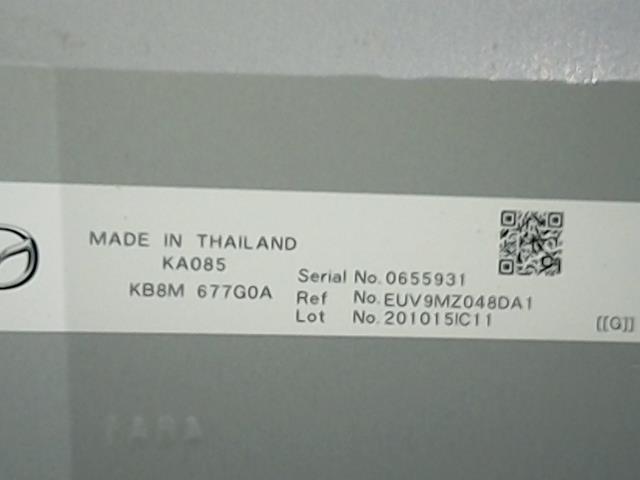 MADE IN THAILAND
KA085
KB8M 677G0A
Serial No. 0655931
Ref No. EUV9MZ048DA1
Lot No. 201015IC11
[[G]]